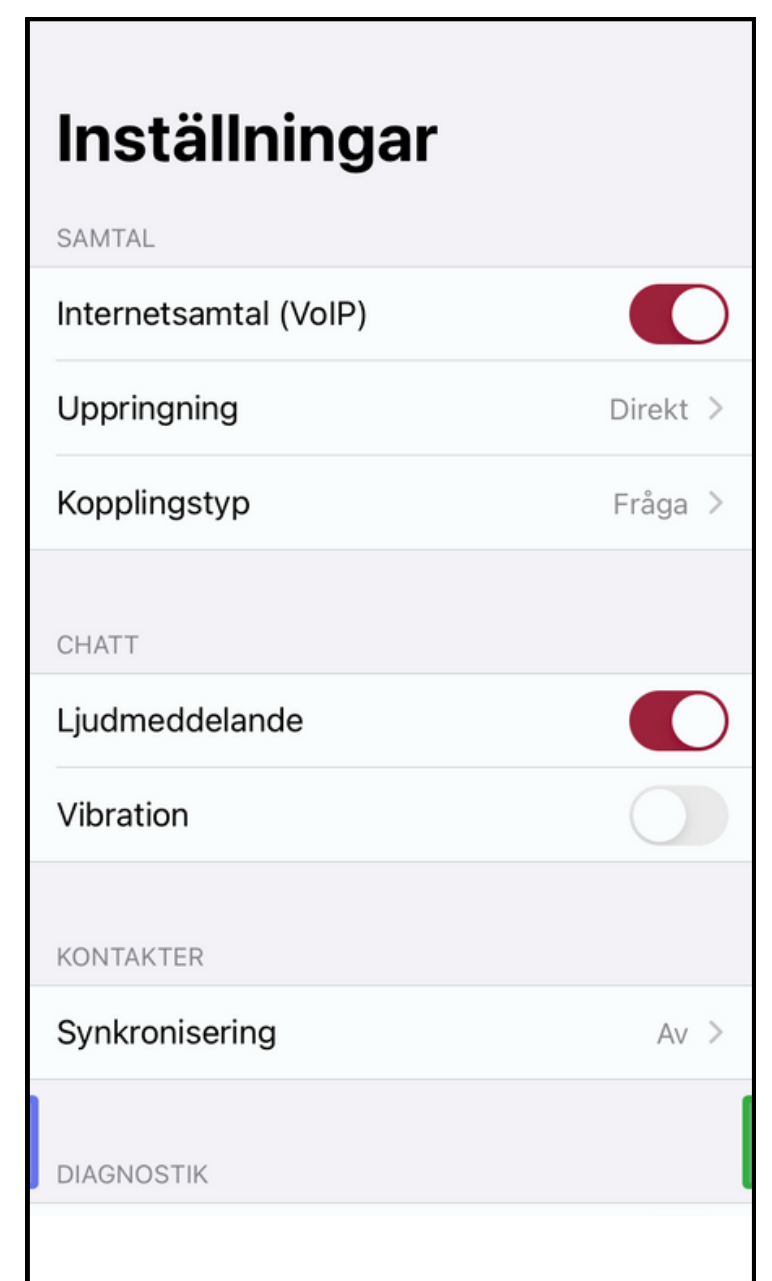 Inställningar
SAMTAL
Internetsamtal (VoIP)
Uppringning Direkt
Kopplingstyp Fråga
CHATT
Ljudmeddelande
Vibration
KONTAKTER
Synkronisering Av
DIAGNOSTIK